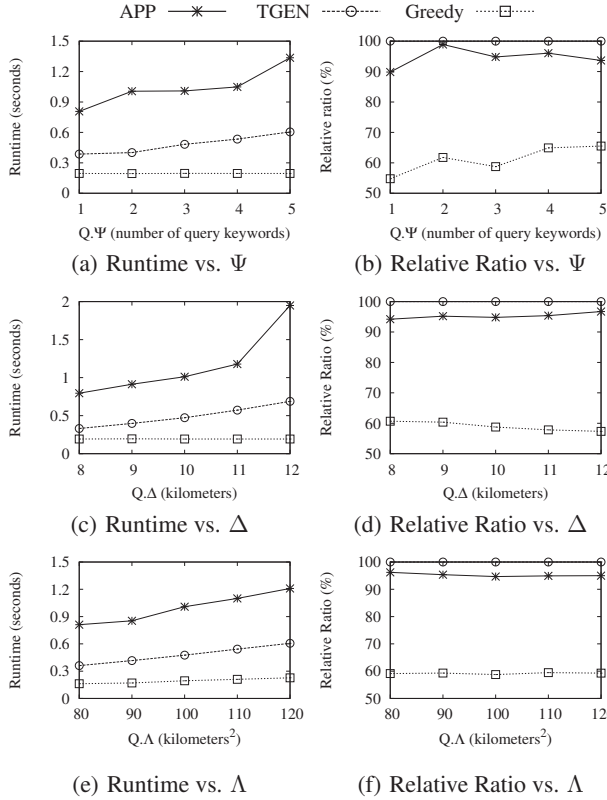 APP TGEN Greedy
1.5 1.2 0.9 0.6 0.3 0
Runtime (seconds)
1 2 3 4 5
Q.Ψ (number of query keywords)
(a) Runtime vs. Ψ
100 90 80 70 60 50
Relative ratio (%)
1 2 3 4 5
Q.Ψ (number of query keywords)
(b) Relative Ratio vs. Ψ
2 1.5 1 0.5 0
Runtime (seconds)
8 9 10 11 12
Q.Δ (kilometers)
(c) Runtime vs. Δ
100 90 80 70 60 50
Relative Ratio (%)
8 9 10 11 12
Q.Δ (kilometers)
(d) Relative Ratio vs. Δ
1.5 1.2 0.9 0.6 0.3 0
Runtime (seconds)
80 90 100 110 120
Q.Λ (kilometers²)
(e) Runtime vs. Λ
100 90 80 70 60 50
Relative Ratio (%)
80 90 100 110 120
Q.Λ (kilometers²)
(f) Relative Ratio vs. Λ